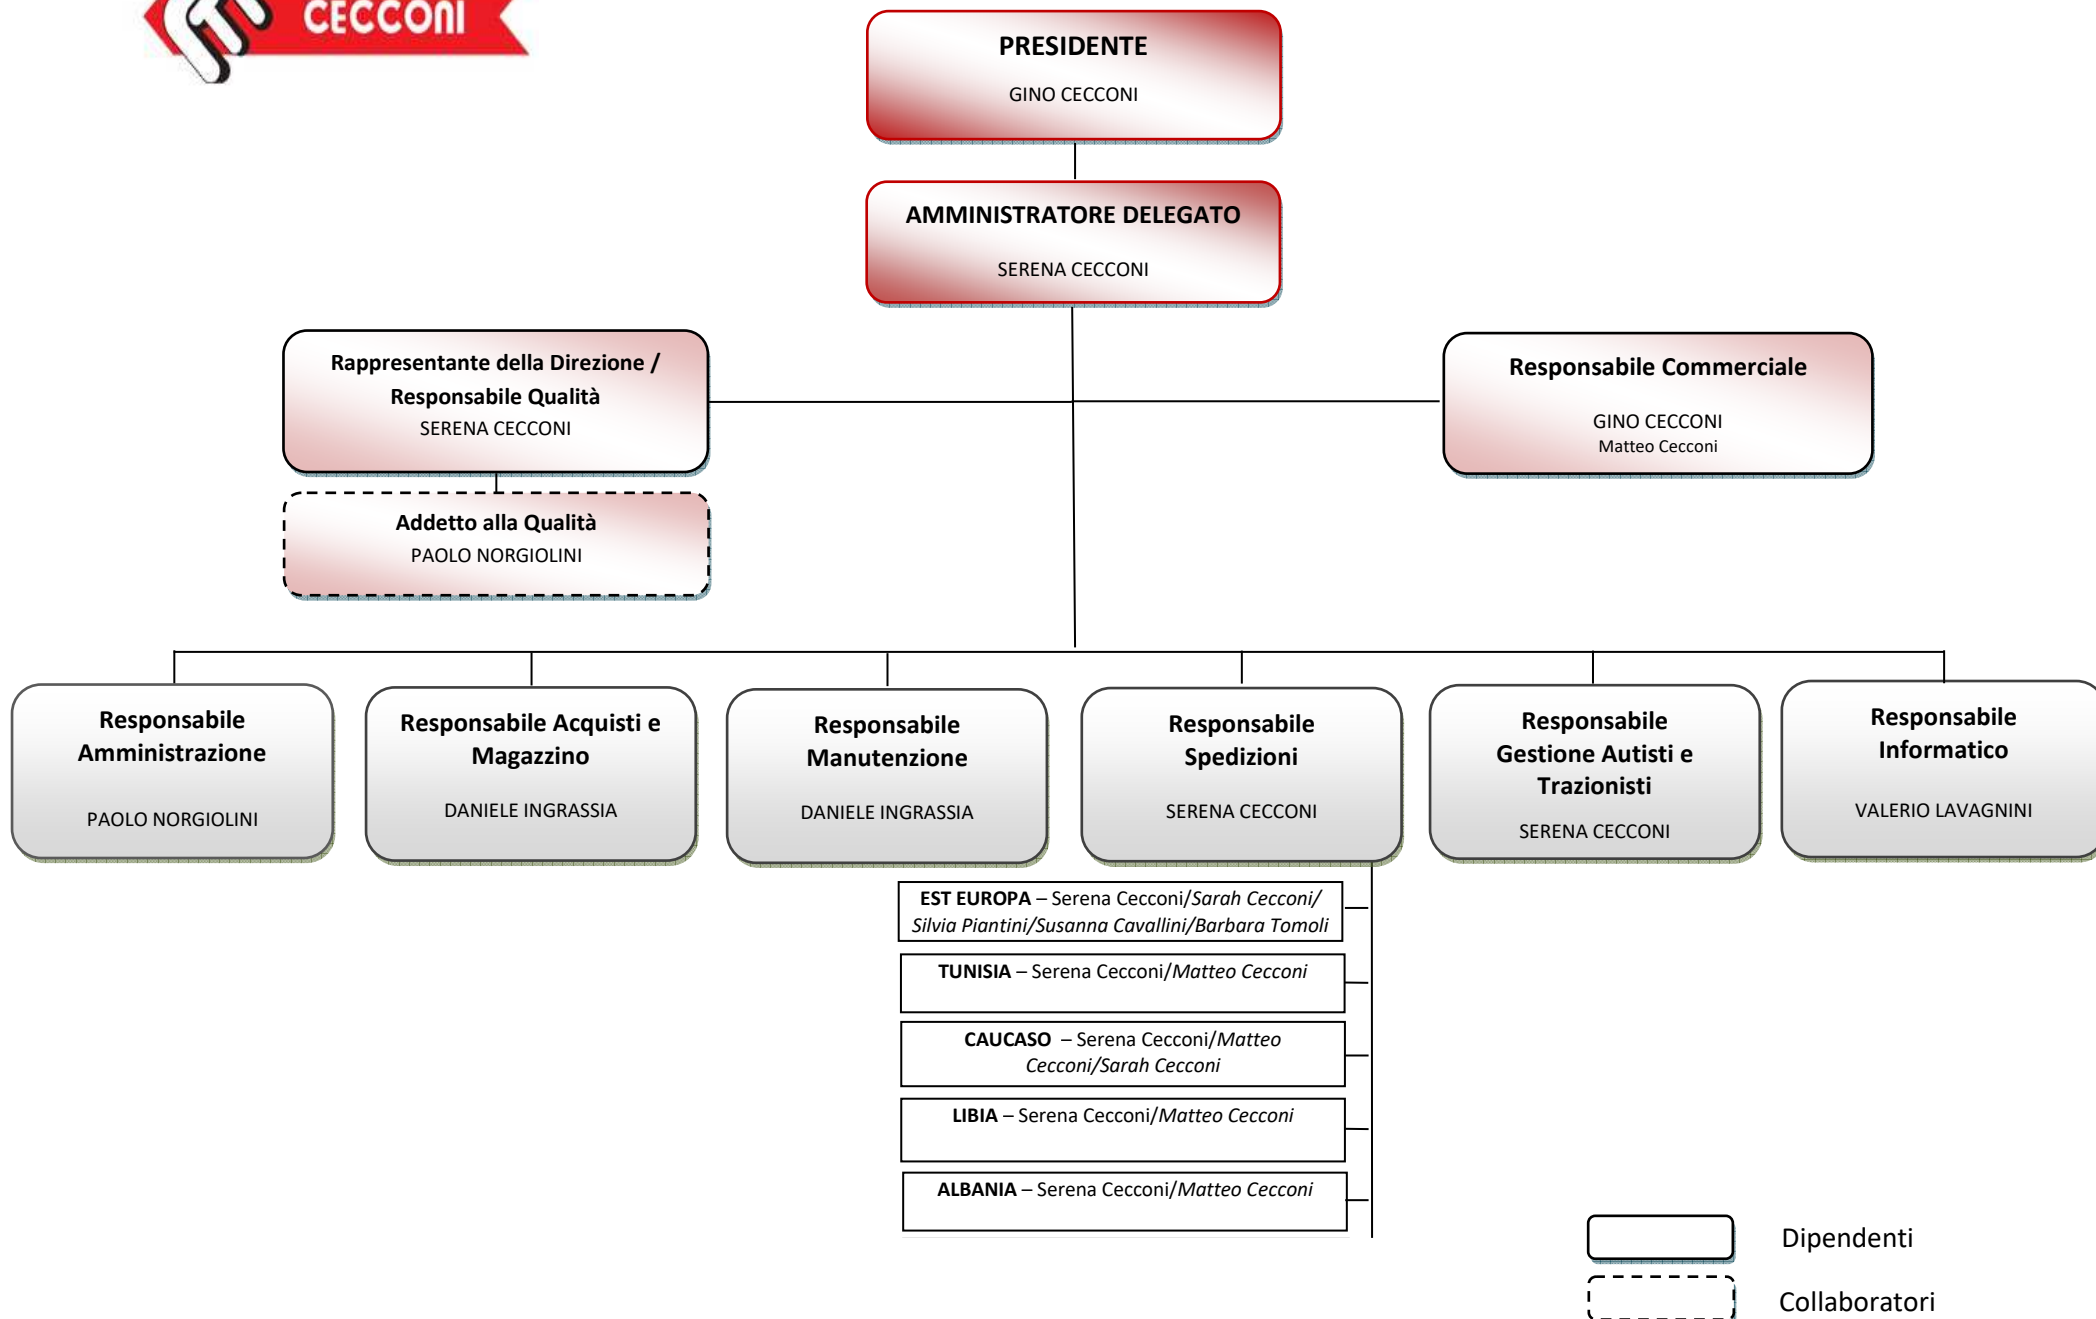 CECCONI
PRESIDENTE
GINO CECCONI
AMMINISTRATORE DELEGATO
SERENA CECCONI
Rappresentante della Direzione /
Responsabile Qualità
SERENA CECCONI
Responsabile Commerciale
GINO CECCONI
Matteo Cecconi
Addetto alla Qualità
PAOLO NORGIOLINI
Responsabile
Amministrazione
PAOLO NORGIOLINI
Responsabile Acquisti e
Magazzino
DANIELE INGRASSIA
Responsabile
Manutenzione
DANIELE INGRASSIA
Responsabile
Spedizioni
SERENA CECCONI
Responsabile
Gestione Autisti e
Trazionisti
SERENA CECCONI
Responsabile
Informatico
VALERIO LAVAGNINI
EST EUROPA – Serena Cecconi/Sarah Cecconi/
Silvia Piantini/Susanna Cavallini/Barbara Tomoli
TUNISIA – Serena Cecconi/Matteo Cecconi
CAUCASO – Serena Cecconi/Matteo
Cecconi/Sarah Cecconi
LIBIA – Serena Cecconi/Matteo Cecconi
ALBANIA – Serena Cecconi/Matteo Cecconi
Dipendenti
Collaboratori